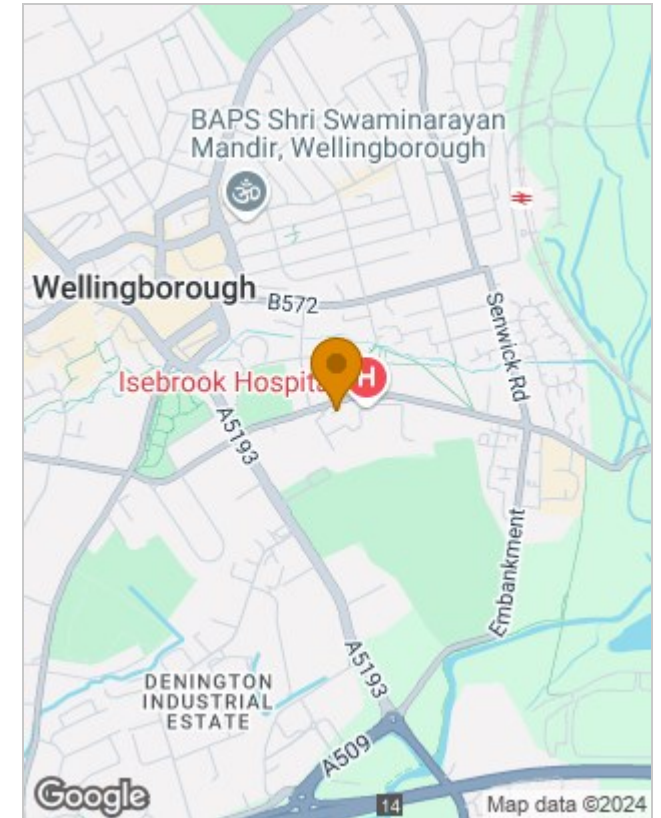 BAPS Shri Swaminarayan
Mandir, Wellingborough
Wellingborough
B572
Senwick Rd
Isebrook Hospita
H
A5193
Embankment
DENINGTON
INDUSTRIAL
ESTATE
A5193
A509
14
Google
Map data ©2024